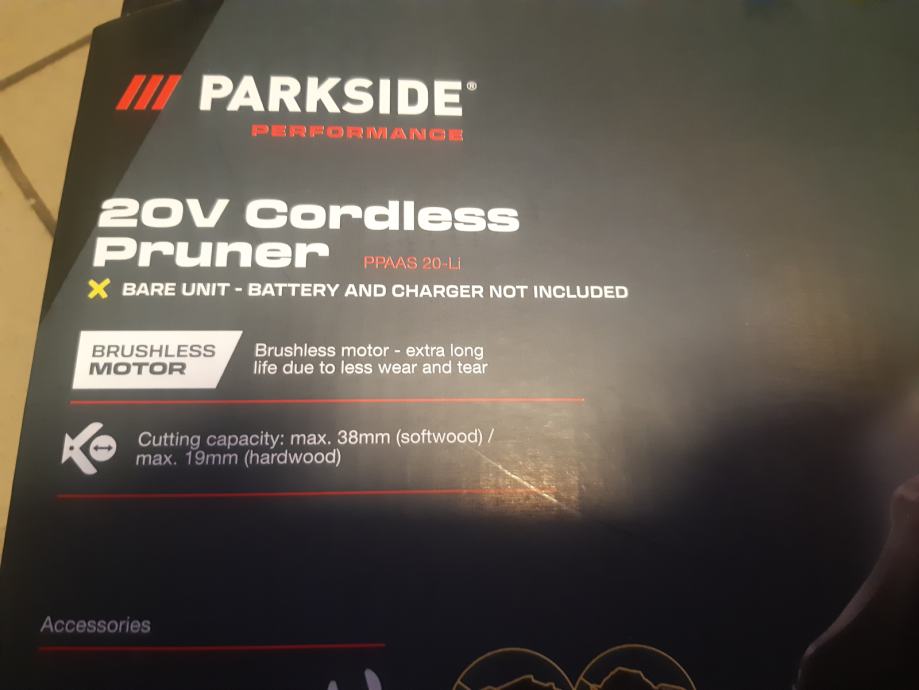 PARKSIDE®
PERFORMANCE
20V Cordless
Pruner PPAAS 20-Li
BARE UNIT - BATTERY AND CHARGER NOT INCLUDED
BRUSHLESS
MOTOR
Brushless motor - extra long
life due to less wear and tear
Cutting capacity: max. 38mm (softwood) /
max. 19mm (hardwood)
Accessories